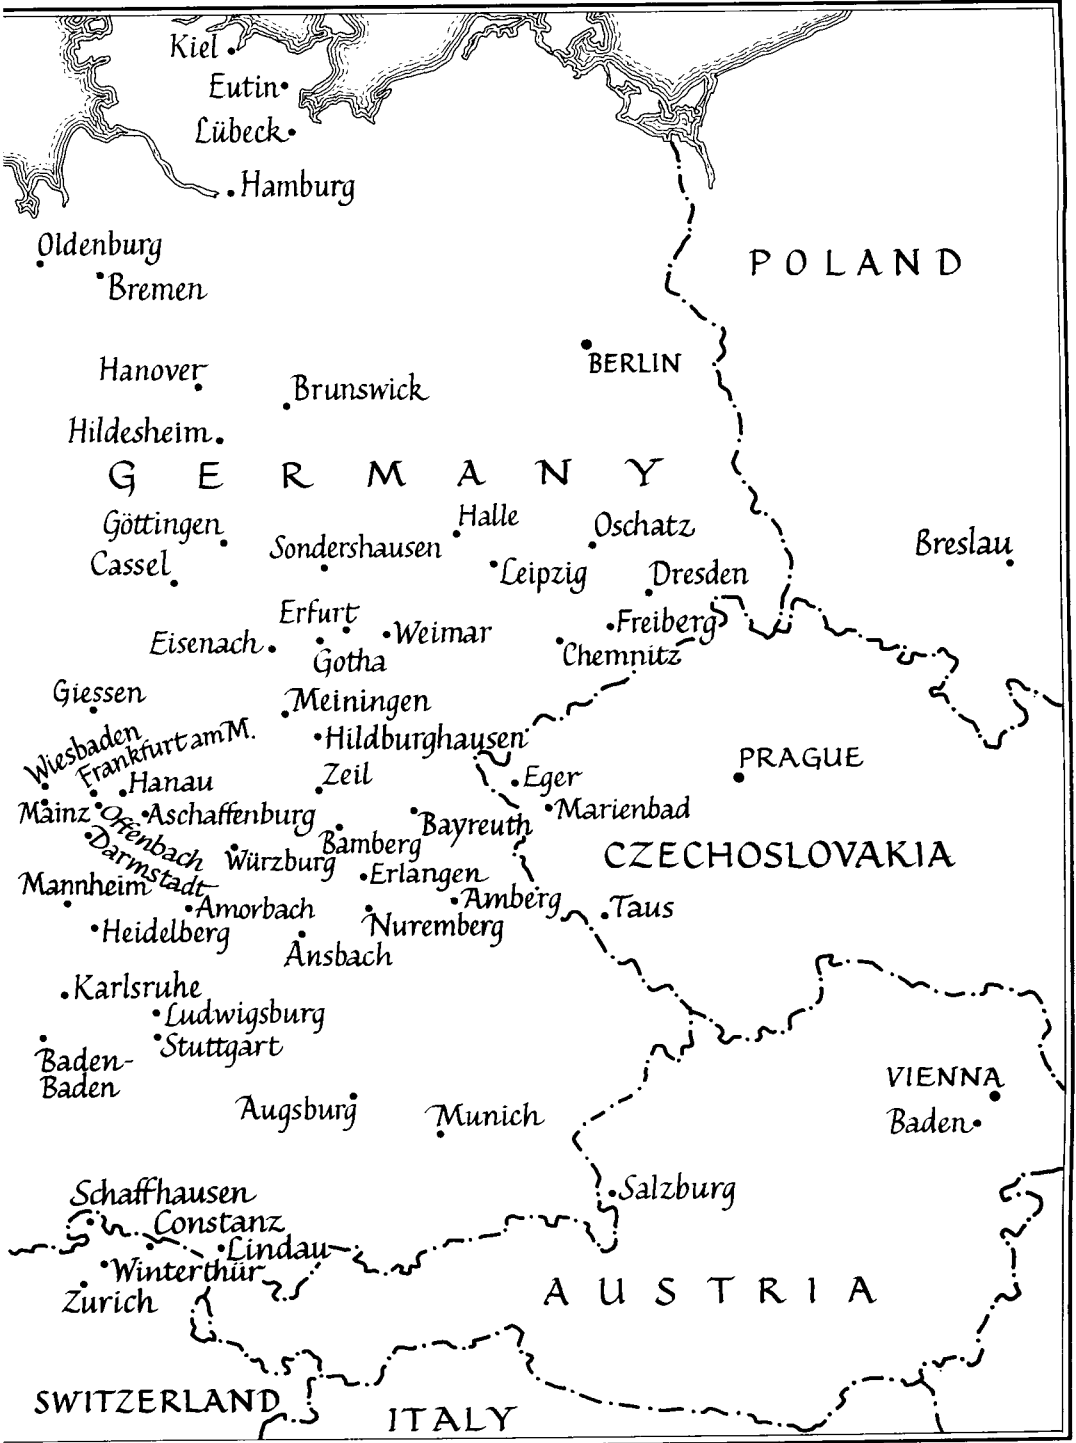 Kiel
Eutin
Lübeck
Hamburg
Oldenburg
Bremen
POLAND
BERLIN
Hanover
Brunswick
Hildesheim
GERMANY
Göttingen
Halle
Oschatz
Cassel
Sondershausen
Leipzig
Dresden
Breslau
Erfurt
Freiberg
Eisenach
Weimar
Gotha
Chemnitz
Giessen
Meiningen
Wiesbaden
Frankfurt am M.
Hildburghausen
PRAGUE
Hanau
Zeil
Eger
Mainz
Offenbach
Aschaffenburg
Marienbad
Darmstadt
Bayreuth
Bamberg
Würzburg
CZECHOSLOVAKIA
Mannheim
Erlangen
Amorbach
Amberg
Taus
Heidelberg
Nuremberg
Ansbach
Karlsruhe
Ludwigsburg
Stuttgart
Baden-
Baden
VIENNA
Augsburg
Munich
Baden
Schaffhausen
Salzburg
Constanz
Lindau
Winterthür
Zurich
AUSTRIA
SWITZERLAND
ITALY